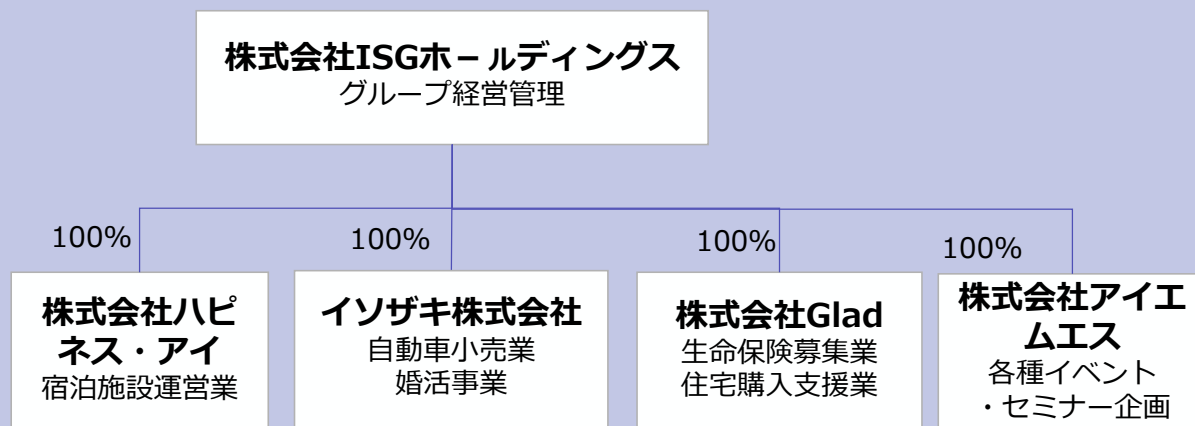 株式会社ISGホールディングス
グループ経営管理
100%
100%
100%
100%
株式会社ハピ
ネス・アイ
宿泊施設運営業
イソザキ株式会社
自動車小売業
婚活事業
株式会社Glad
生命保険募集業
住宅購入支援業
株式会社アイエ
ムエス
各種イベント
・セミナー企画